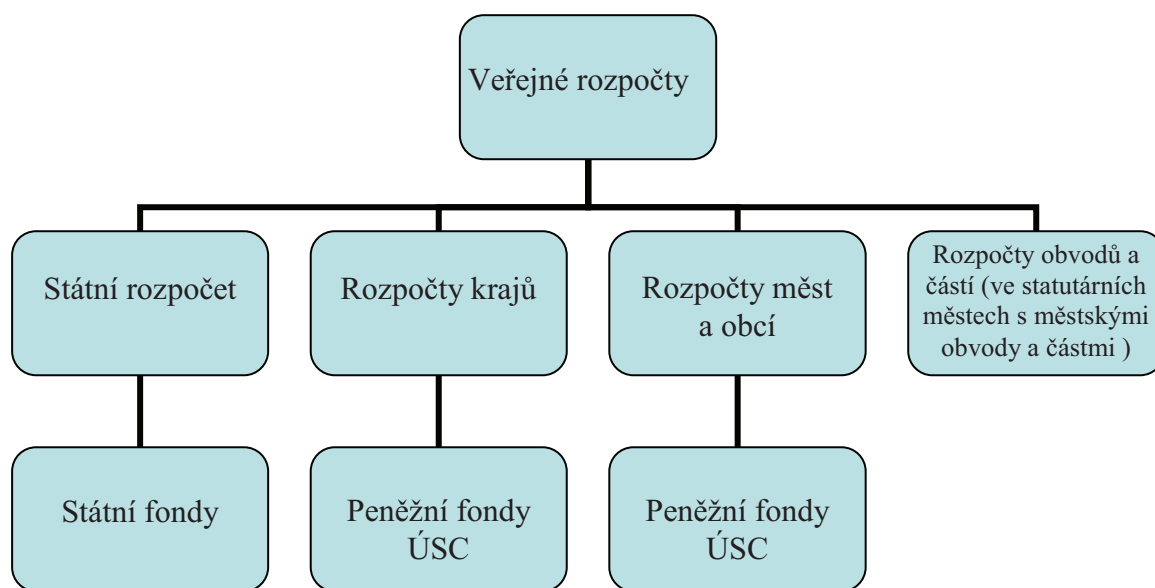 Veřejné rozpočty
Státní rozpočet
Rozpočty krajů
Rozpočty měst
a obcí
Rozpočty obvodů a
částí (ve statutárních
městech s městskými
obvody a částmi )
Státní fondy
Peněžní fondy
ÚSC
Peněžní fondy
ÚSC